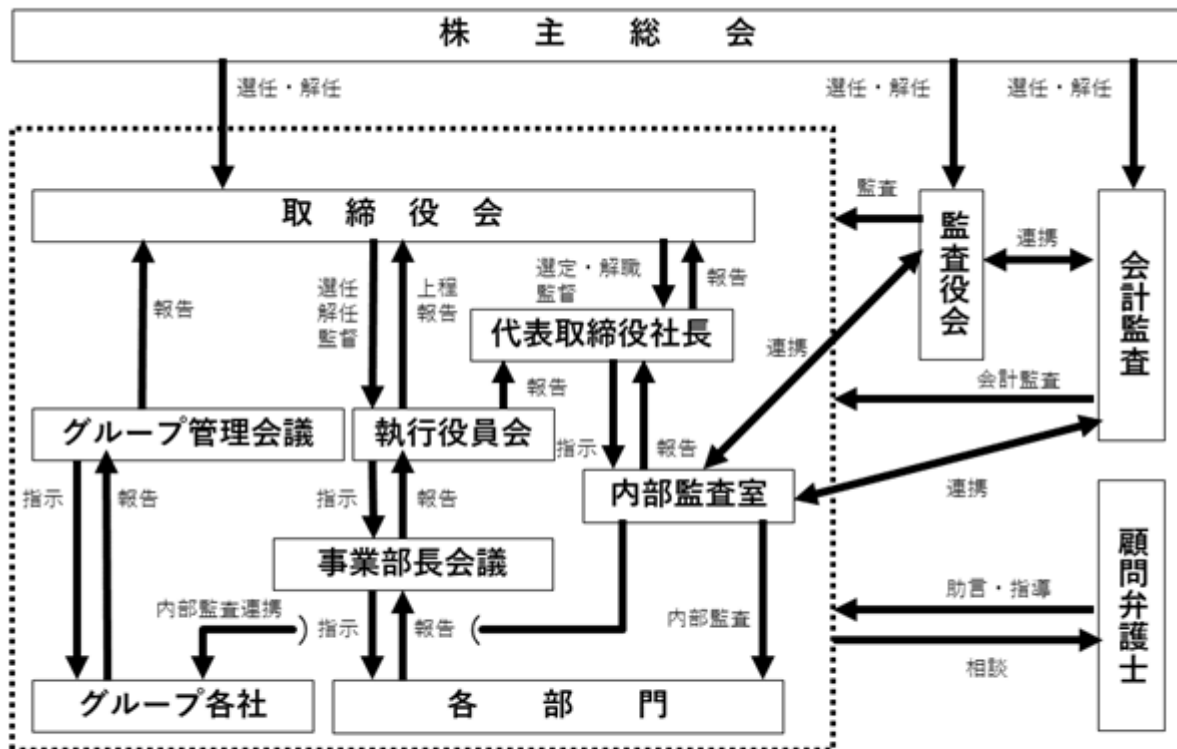 株主総会
選任・解任
選任・解任
選任・解任
取締役会
監査
監査役会
連携
会計監査
報告
選任
解任
監督
上程
報告
選定・解職
監督
報告
代表取締役社長
連携
報告
会計監査
グループ管理会議
執行役員会
指示
報告
指示
報告
指示
報告
内部監査室
連携
事業部長会議
顧問弁護士
内部監査連携
指示
報告
内部監査
助言・指導
相談
グループ各社
各部門